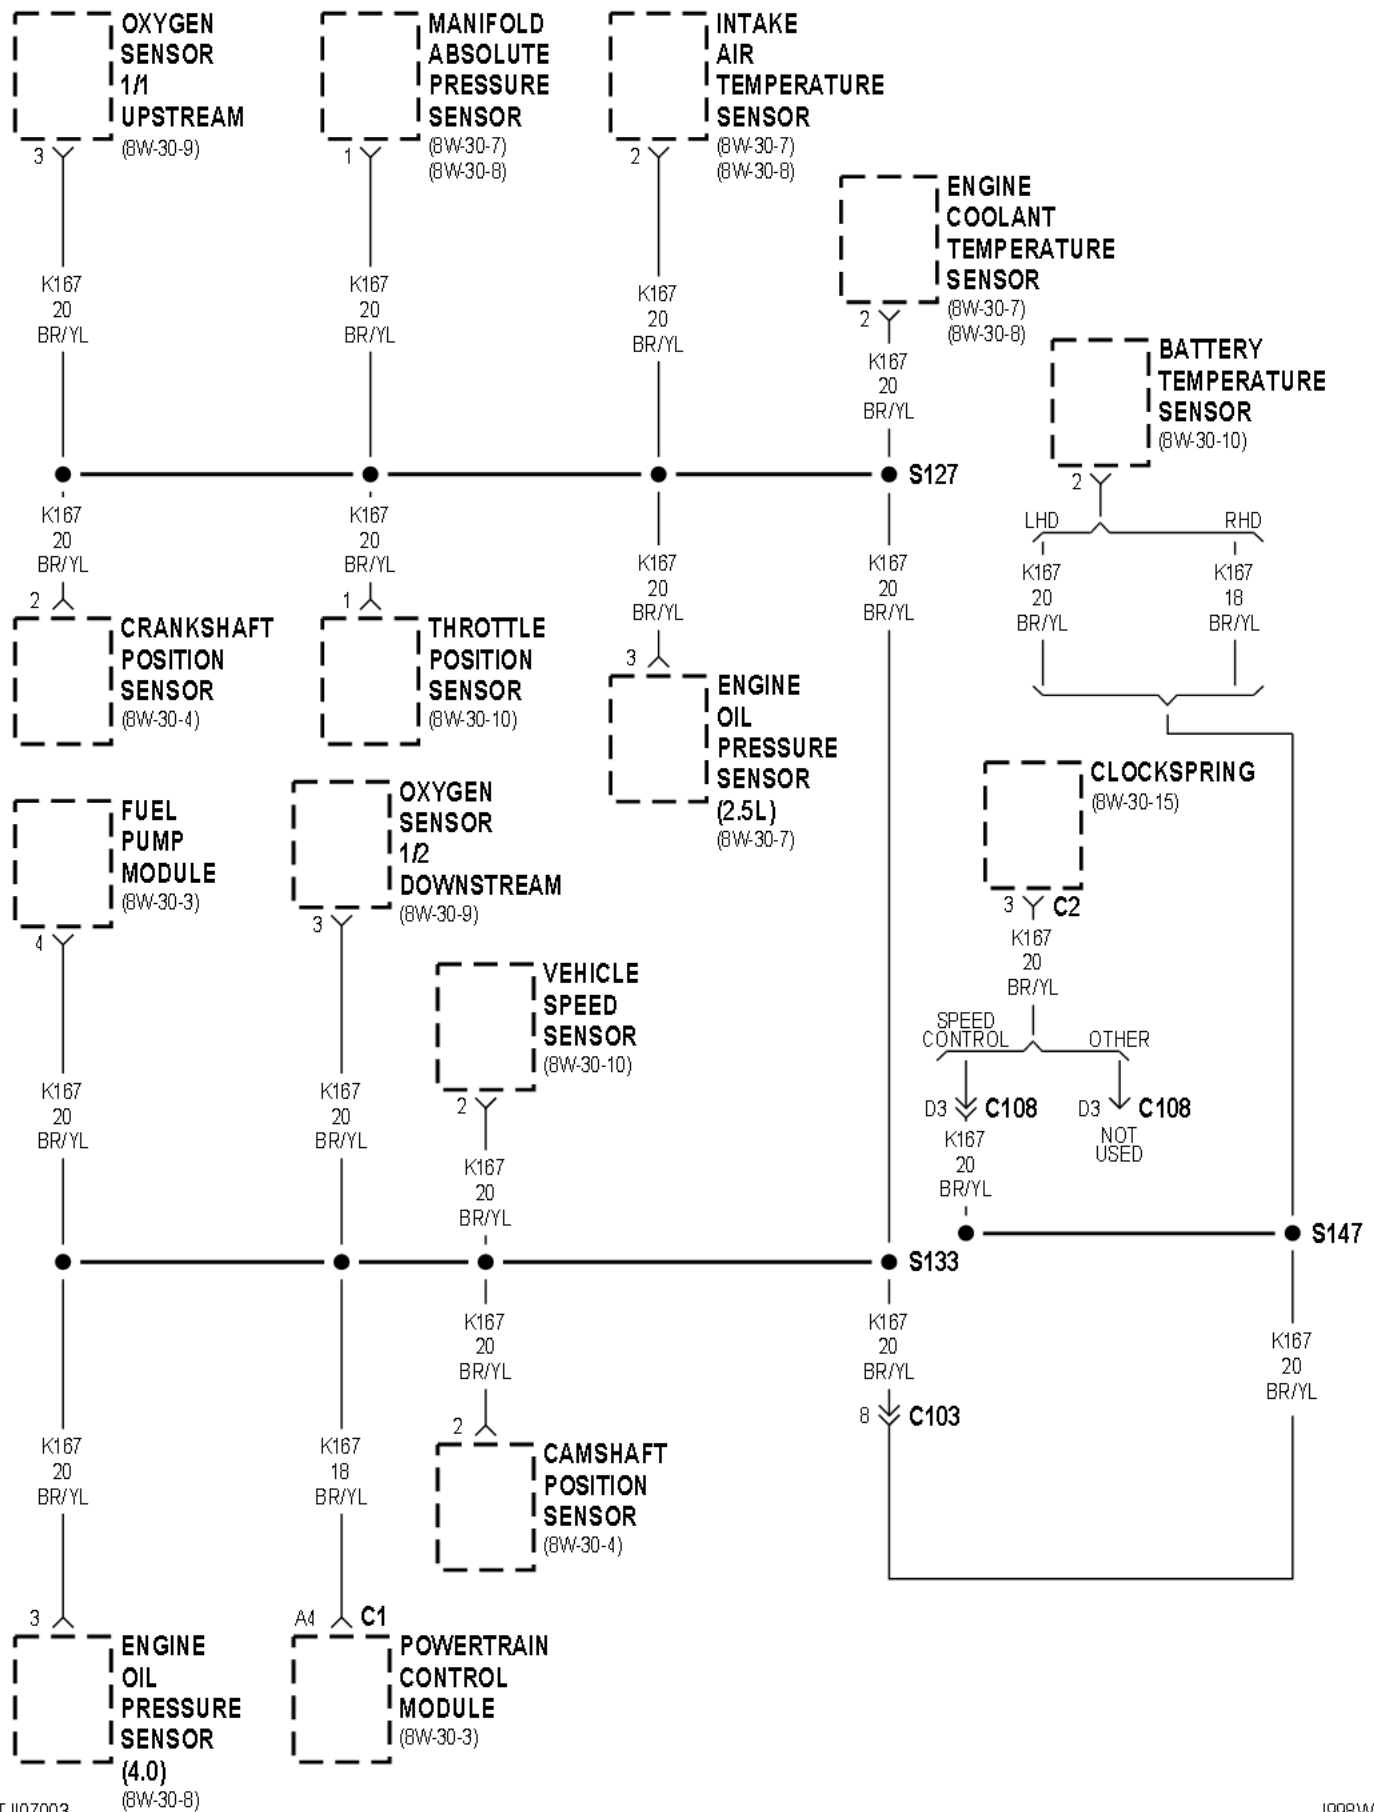 OXYGEN
SENSOR
1/1
UPSTREAM
(8W-30-9)
3
MANIFOLD
ABSOLUTE
PRESSURE
SENSOR
(8W-30-7)
(8W-30-8)
1
INTAKE
AIR
TEMPERATURE
SENSOR
(8W-30-7)
(8W-30-8)
2
ENGINE
COOLANT
TEMPERATURE
SENSOR
(8W-30-7)
(8W-30-8)
2
BATTERY
TEMPERATURE
SENSOR
(8W-30-10)
2
K167
20
BR/YL
K167
20
BR/YL
K167
20
BR/YL
K167
20
BR/YL
S127
LHD
RHD
K167
20
BR/YL
K167
20
BR/YL
K167
20
BR/YL
K167
20
BR/YL
K167
20
BR/YL
K167
18
BR/YL
2
CRANKSHAFT
POSITION
SENSOR
(8W-30-4)
1
THROTTLE
POSITION
SENSOR
(8W-30-10)
3
ENGINE
OIL
PRESSURE
SENSOR
(2.5L)
(8W-30-7)
CLOCKSPRING
(8W-30-15)
3
C2
K167
20
BR/YL
FUEL
PUMP
MODULE
(8W-30-3)
4
OXYGEN
SENSOR
1/2
DOWNSTREAM
(8W-30-9)
3
VEHICLE
SPEED
SENSOR
(8W-30-10)
2
SPEED
CONTROL
OTHER
D3
C108
D3
C108
NOT
USED
K167
20
BR/YL
K167
20
BR/YL
K167
20
BR/YL
K167
20
BR/YL
S147
S133
K167
20
BR/YL
K167
20
BR/YL
K167
20
BR/YL
8
C103
2
CAMSHAFT
POSITION
SENSOR
(8W-30-4)
K167
20
BR/YL
K167
18
BR/YL
3
ENGINE
OIL
PRESSURE
SENSOR
(4.0)
(8W-30-8)
A4
C1
POWERTRAIN
CONTROL
MODULE
(8W-30-3)